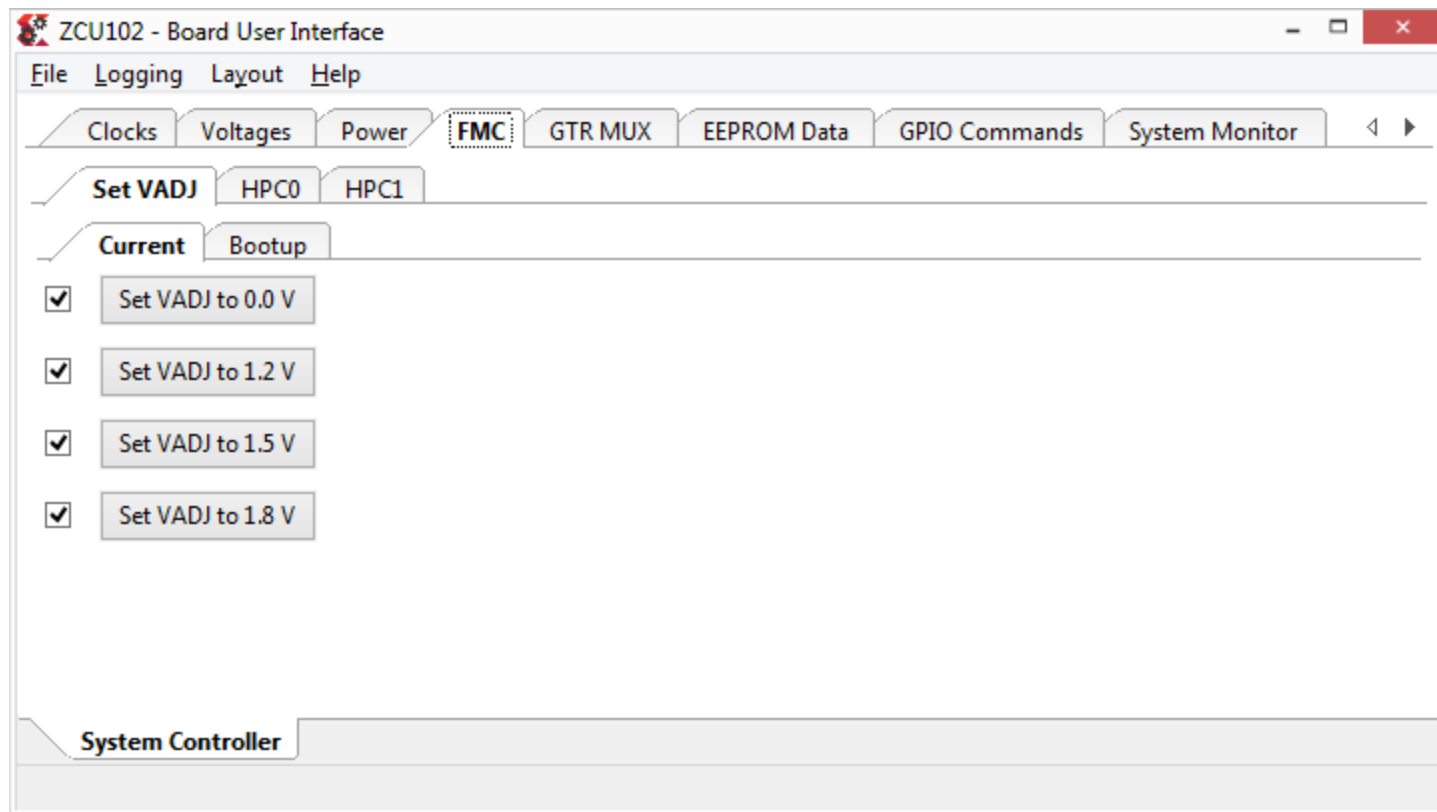 ZCU102 - Board User Interface
File Logging Layout Help
Clocks Voltages Power FMC GTR MUX EEPROM Data GPIO Commands System Monitor
Set VADJ HPC0 HPC1
Current Bootup
Set VADJ to 0.0 V
Set VADJ to 1.2 V
Set VADJ to 1.5 V
Set VADJ to 1.8 V
System Controller